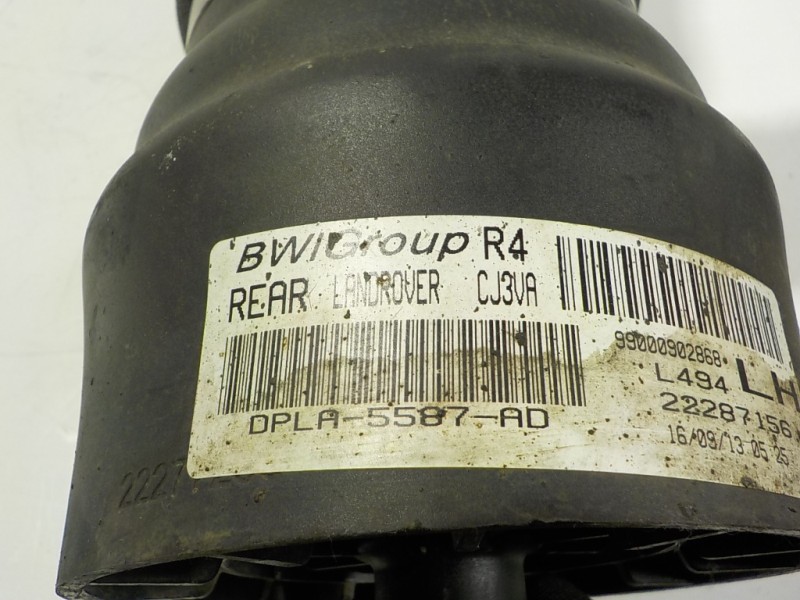 BWIGroup R4
REAR LANDROVER CJ3VA
99000902868
L494 LH
DPLA-5587-AD
22287156
16/09/13 05 25